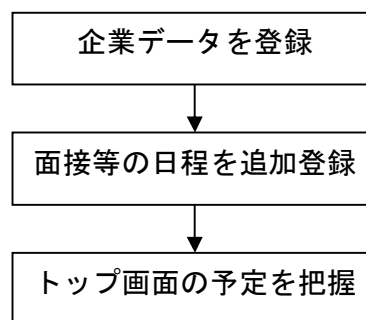 企業データを登録
面接等の日程を追加登録
トップ画面の予定を把握